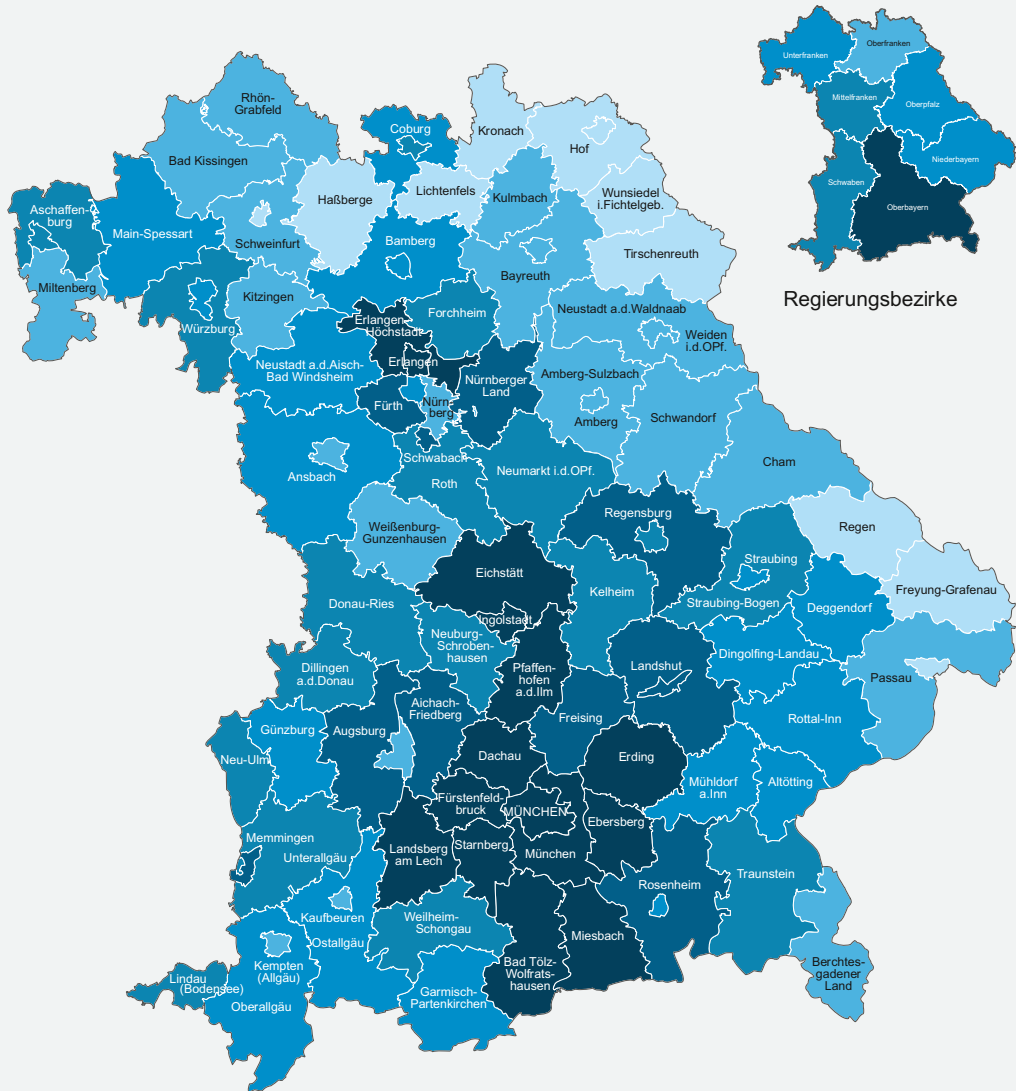 Unterfranken
Oberfranken
Mittelfranken
Oberpfalz
Niederbayern
Schwaben
Oberbayern
Regierungsbezirke
Rhön-
Grabfeld
Coburg
Kronach
Hof
Bad Kissingen
Haßberge
Lichtenfels
Kulmbach
Wunsiedel
i.Fichtelgeb.
Aschaffen-
burg
Main-Spessart
Schweinfurt
Bamberg
Tirschenreuth
Bayreuth
Miltenberg
Kitzingen
Würzburg
Forchheim
Erlangen-
Höchstadt
Neustadt a.d.Waldnaab
Weiden
i.d.OPf.
Neustadt a.d.Aisch-
Bad Windsheim
Erlangen
Nürnberger
Land
Amberg-Sulzbach
Fürth
Nürn-
berg
Amberg
Schwandorf
Schwabach
Roth
Neumarkt i.d.OPf.
Cham
Ansbach
Weißenburg-
Gunzenhausen
Regensburg
Regen
Straubing
Eichstätt
Kelheim
Freyung-Grafenau
Donau-Ries
Straubing-Bogen
Deggendorf
Ingolstadt
Neuburg-
Schroben-
hausen
Dillingen
a.d.Donau
Pfaffen-
hofen
a.d.Ilm
Landshut
Dingolfing-Landau
Passau
Aichach-
Friedberg
Freising
Rottal-Inn
Günzburg
Augsburg
Neu-Ulm
Dachau
Erding
Mühldorf
a.Inn
Altötting
Fürstenfeld-
bruck
MÜNCHEN
Ebersberg
Memmingen
Unterallgäu
Landsberg
am Lech
Starnberg
München
Rosenheim
Traunstein
Kaufbeuren
Ostallgäu
Weilheim-
Schongau
Miesbach
Bad Tölz-
Wolfrats-
hausen
Berchtes-
gadener
Land
Kempten
(Allgäu)
Lindau
(Bodensee)
Oberallgäu
Garmisch-
Partenkirchen